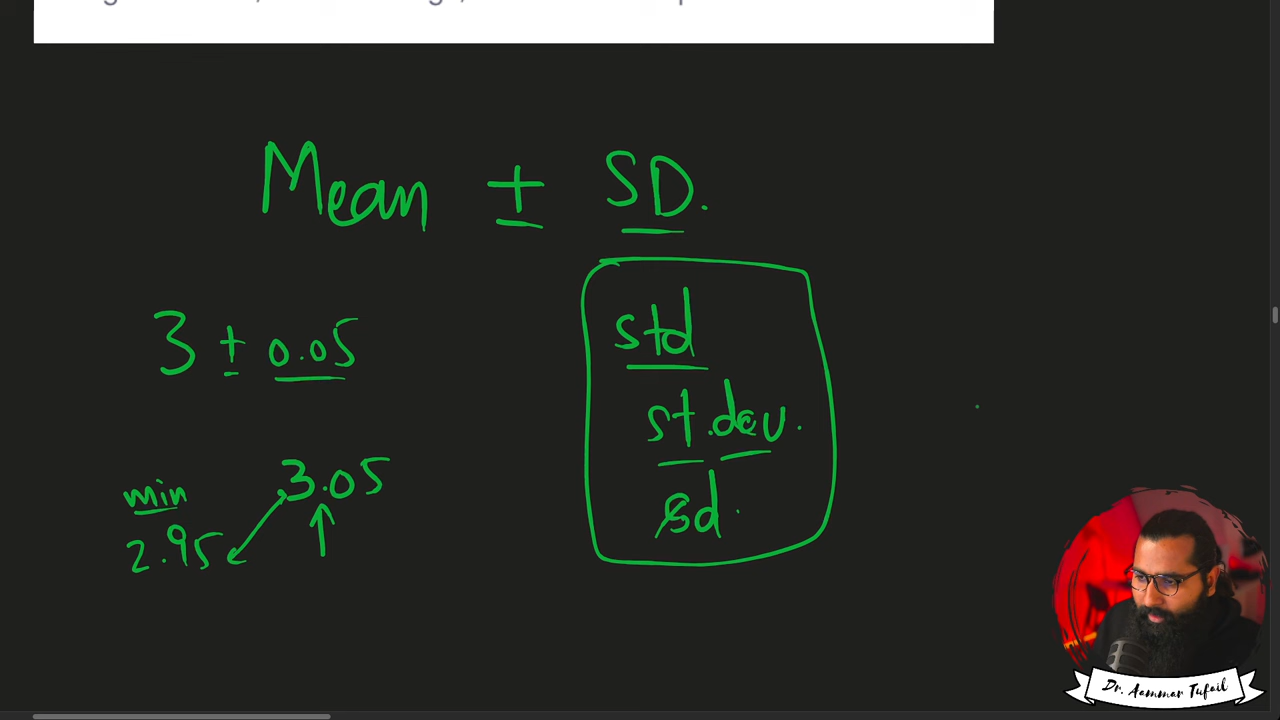 Mean ± SD.
3 ± 0.05
std
st.dev.
sd.
3.05
min
2.95
Dr. Aammar Tufail